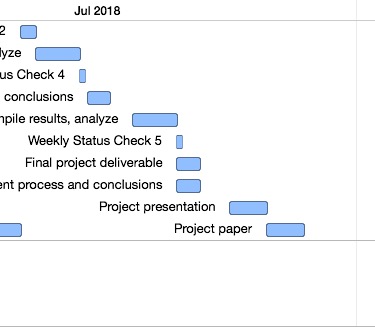 Jul 2018
2
lyze
us Check 4
conclusions
npile results, analyze
Weekly Status Check 5
Final project deliverable
ent process and conclusions
Project presentation
Project paper